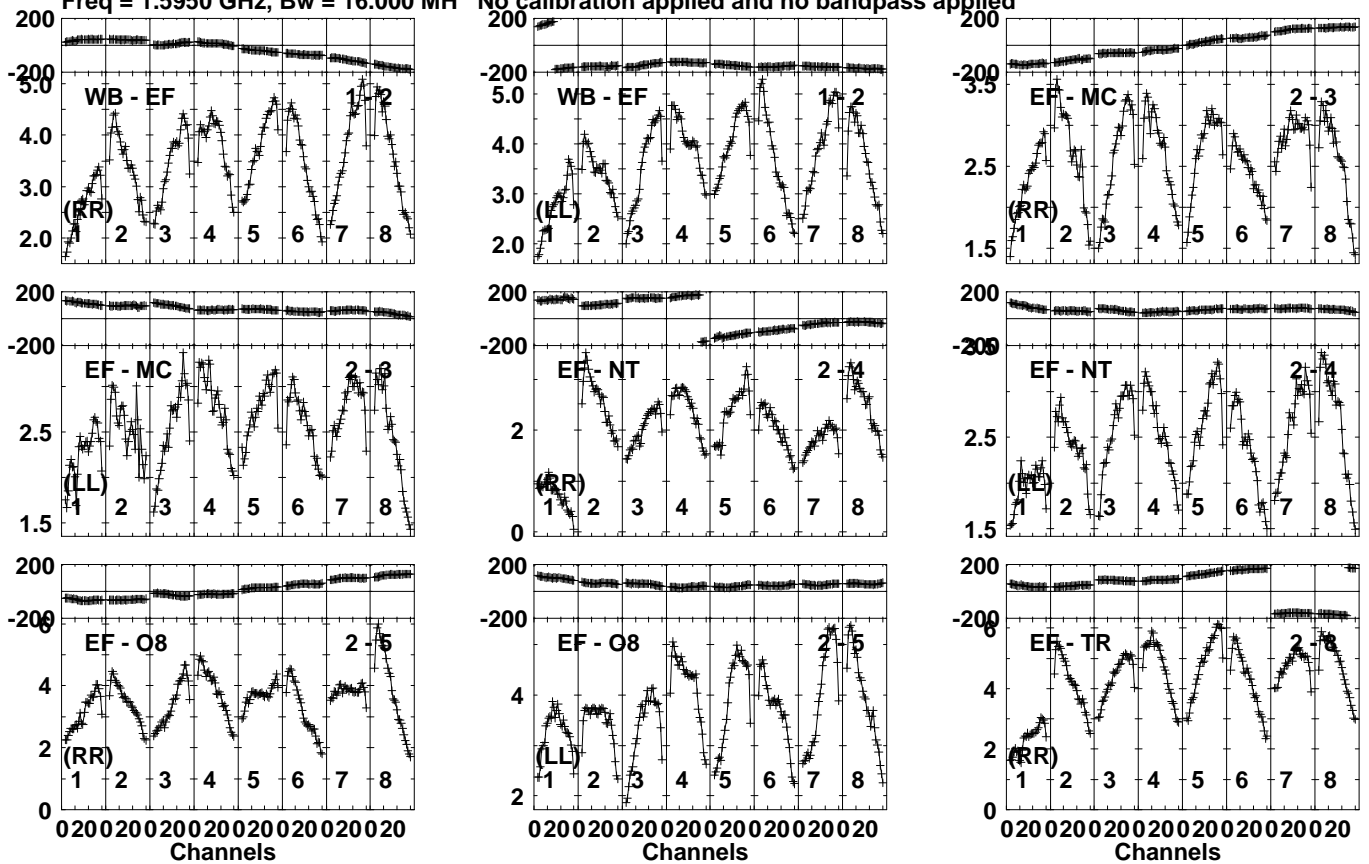 Freq = 1.5950 GHz, Bw = 16.000 MH No calibration applied and no bandpass applied
200 200 200
-200 -200 -200
5.0 WB - EF 1 - 2 5.0 WB - EF 1 - 2 3.5 EF - MC 2 - 3
4.0 4.0
3.0 3.0 2.5
(RR) (LL) (RR)
2.0 1 2 3 4 5 6 7 8 2.0 1 2 3 4 5 6 7 8 1.5 1 2 3 4 5 6 7 8
200 200 200
-200 -200 -200
EF - MC 2 - 3 EF - NT 2 - 4 3.5 EF - NT 2 - 4
2.5 2 2.5
(LL) (RR) (LL)
1 2 3 4 5 6 7 8 1 2 3 4 5 6 7 8 1 2 3 4 5 6 7 8
1.5 0 1.5
200 200 200
-200 -200 -200
6 EF - O8 2 - 5 EF - O8 2 - 5 6 EF - TR 2 - 8
4 4 4
2 2
(RR) (LL) (RR)
1 2 3 4 5 6 7 8 2 1 2 3 4 5 6 7 8 1 2 3 4 5 6 7 8
0 0
0 20 0 20 0 20 0 20 0 20 0 20 0 20 0 20 0 20 0 20 0 20 0 20 0 20 0 20 0 20 0 20 0 20 0 20 0 20 0 20 0 20 0 20 0 20 0 20
Channels Channels Channels